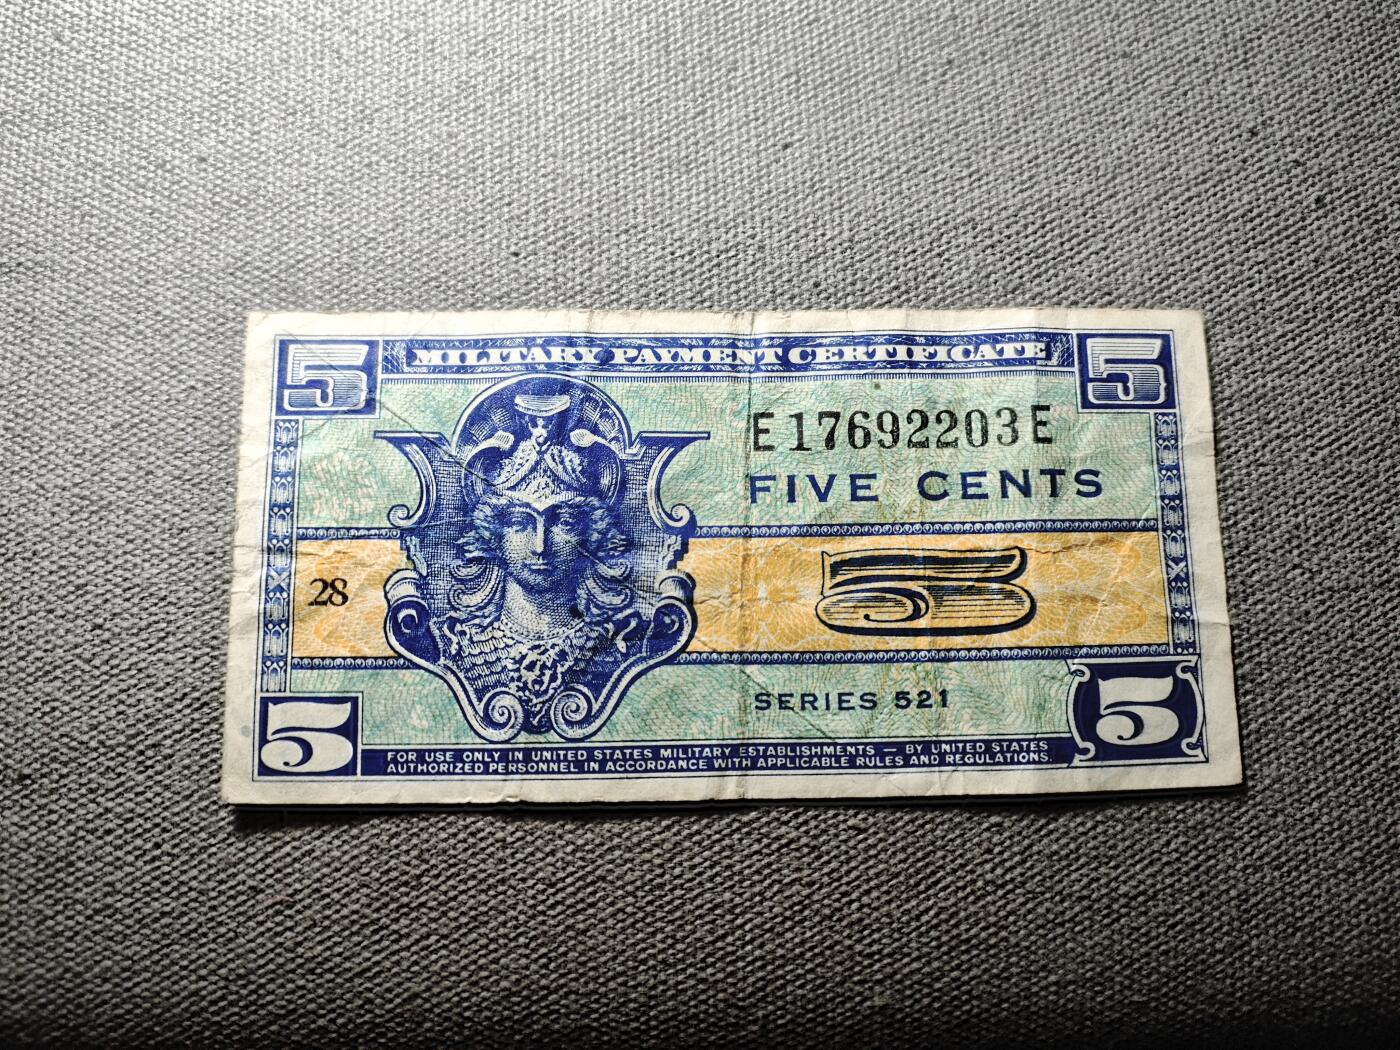 5 MILITARY PAYMENT CERTIFICATE 5
E17692203E
FIVE CENTS
28 5
SERIES 521
5 FOR USE ONLY IN UNITED STATES MILITARY ESTABLISHMENTS — BY UNITED STATES 5
AUTHORIZED PERSONNEL IN ACCORDANCE WITH APPLICABLE RULES AND REGULATIONS.